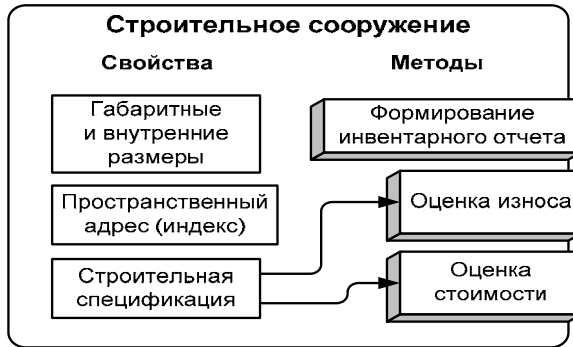 Строительное сооружение
Свойства
Методы
Габаритные
и внутренние
размеры
Формирование
инвентарного отчета
Пространственный
адрес (индекс)
Оценка износа
Строительная
спецификация
Оценка
стоимости